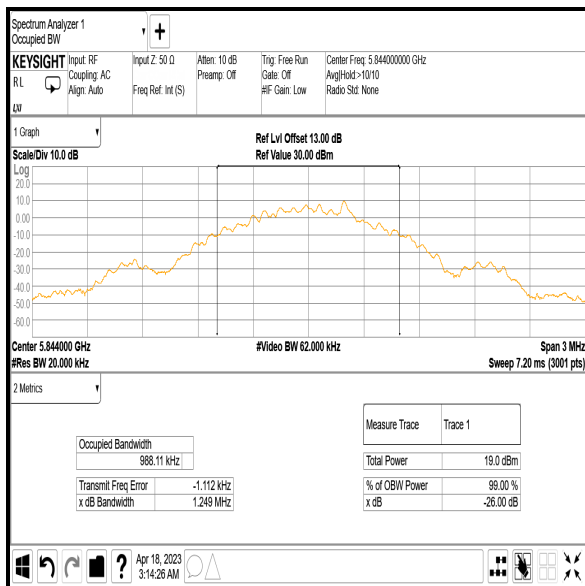 Spectrum Analyzer 1
Occupied BW
KEYSIGHT
R L
LXI
Input: RF
Coupling: AC
Align: Auto
Input Z: 50 Ω
Freq Ref: Int (S)
Atten: 10 dB
Preamp: Off
Trig: Free Run
Gate: Off
#IF Gain: Low
Center Freq: 5.844000000 GHz
Avg|Hold:>10/10
Radio Std: None
1 Graph
Scale/Div 10.0 dB
Ref Lvl Offset 13.00 dB
Ref Value 30.00 dBm
Log
20.0
10.0
0.00
-10.0
-20.0
-30.0
-40.0
-50.0
-60.0
Center 5.844000 GHz
#Res BW 20.000 kHz
#Video BW 62.000 kHz
Span 3 MHz
Sweep 7.20 ms (3001 pts)
2 Metrics
Occupied Bandwidth
988.11 kHz
Transmit Freq Error -1.112 kHz
x dB Bandwidth 1.249 MHz
Measure Trace Trace 1
Total Power 19.0 dBm
% of OBW Power 99.00 %
x dB -26.00 dB
?
Apr 18, 2023
3:14:26 AM